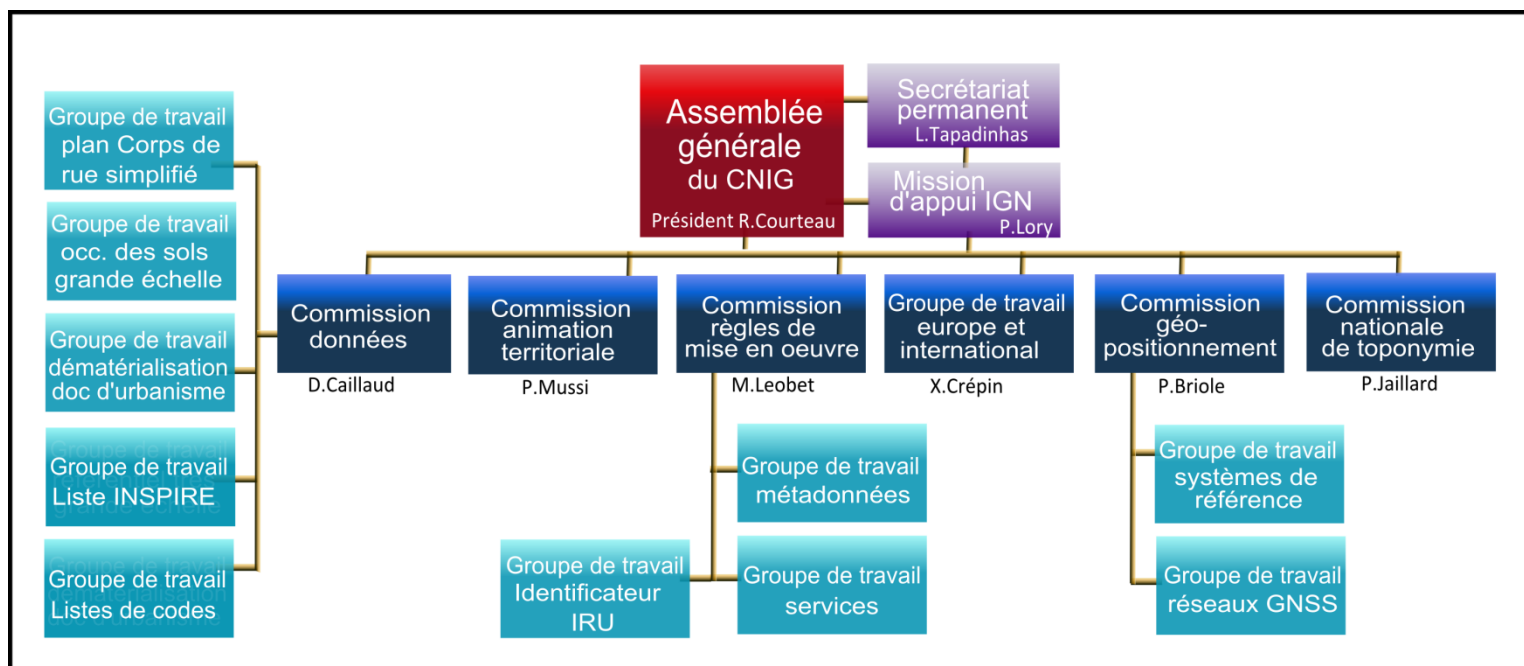 Assemblée
générale
du CNIG
Président R.Courteau
Secrétariat
permanent
L.Tapadinhas
Mission
d'appui IGN
P.Lory
Groupe de travail
plan Corps de
rue simplifié
Groupe de travail
occ. des sols
grande échelle
Groupe de travail
dématérialisation
doc d'urbanisme
Groupe de travail
Liste INSPIRE
Groupe de travail
Listes de codes
Commission
données
D.Caillaud
Commission
animation
territoriale
P.Mussi
Commission
règles de
mise en oeuvre
M.Leobet
Groupe de travail
europe et
international
X.Crépin
Commission
géo-
positionnement
P.Briole
Commission
nationale
de toponymie
P.Jaillard
Groupe de travail
métadonnées
Groupe de travail
Identificateur
IRU
Groupe de travail
services
Groupe de travail
systèmes de
référence
Groupe de travail
réseaux GNSS